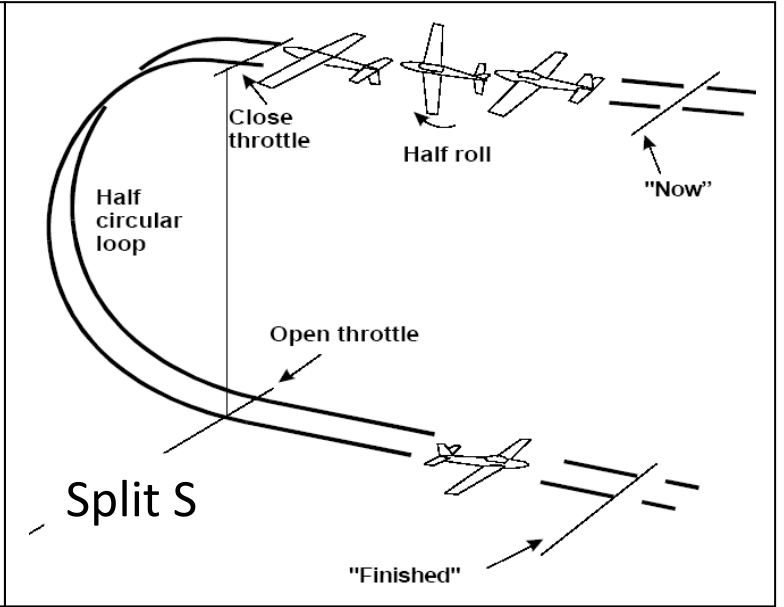 Close
throttle
Half roll
"Now”
Half
circular
loop
Open throttle
Split S
"Finished"